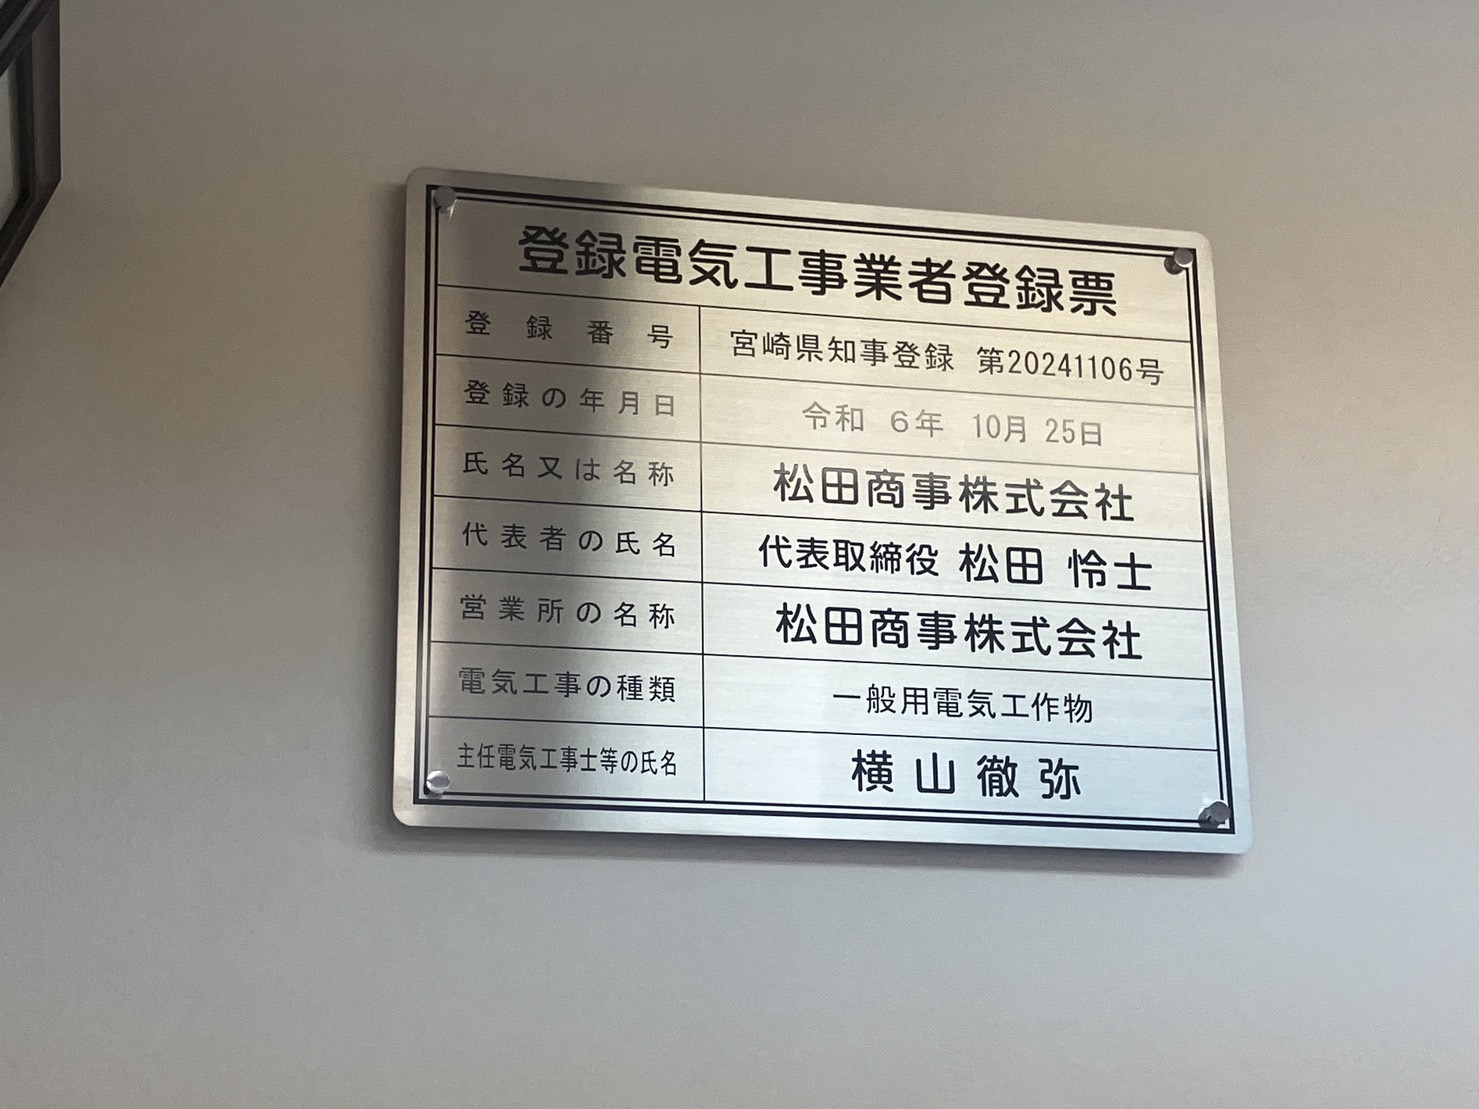 登録電気工事業者登録票
登録番号 宮崎県知事登録 第20241106号
登録の年月日 令和 6年 10月 25日
氏名又は名称 松田商事株式会社
代表者の氏名 代表取締役 松田 怜士
営業所の名称 松田商事株式会社
電気工事の種類 一般用電気工作物
主任電気工事士等の氏名 横山徹弥